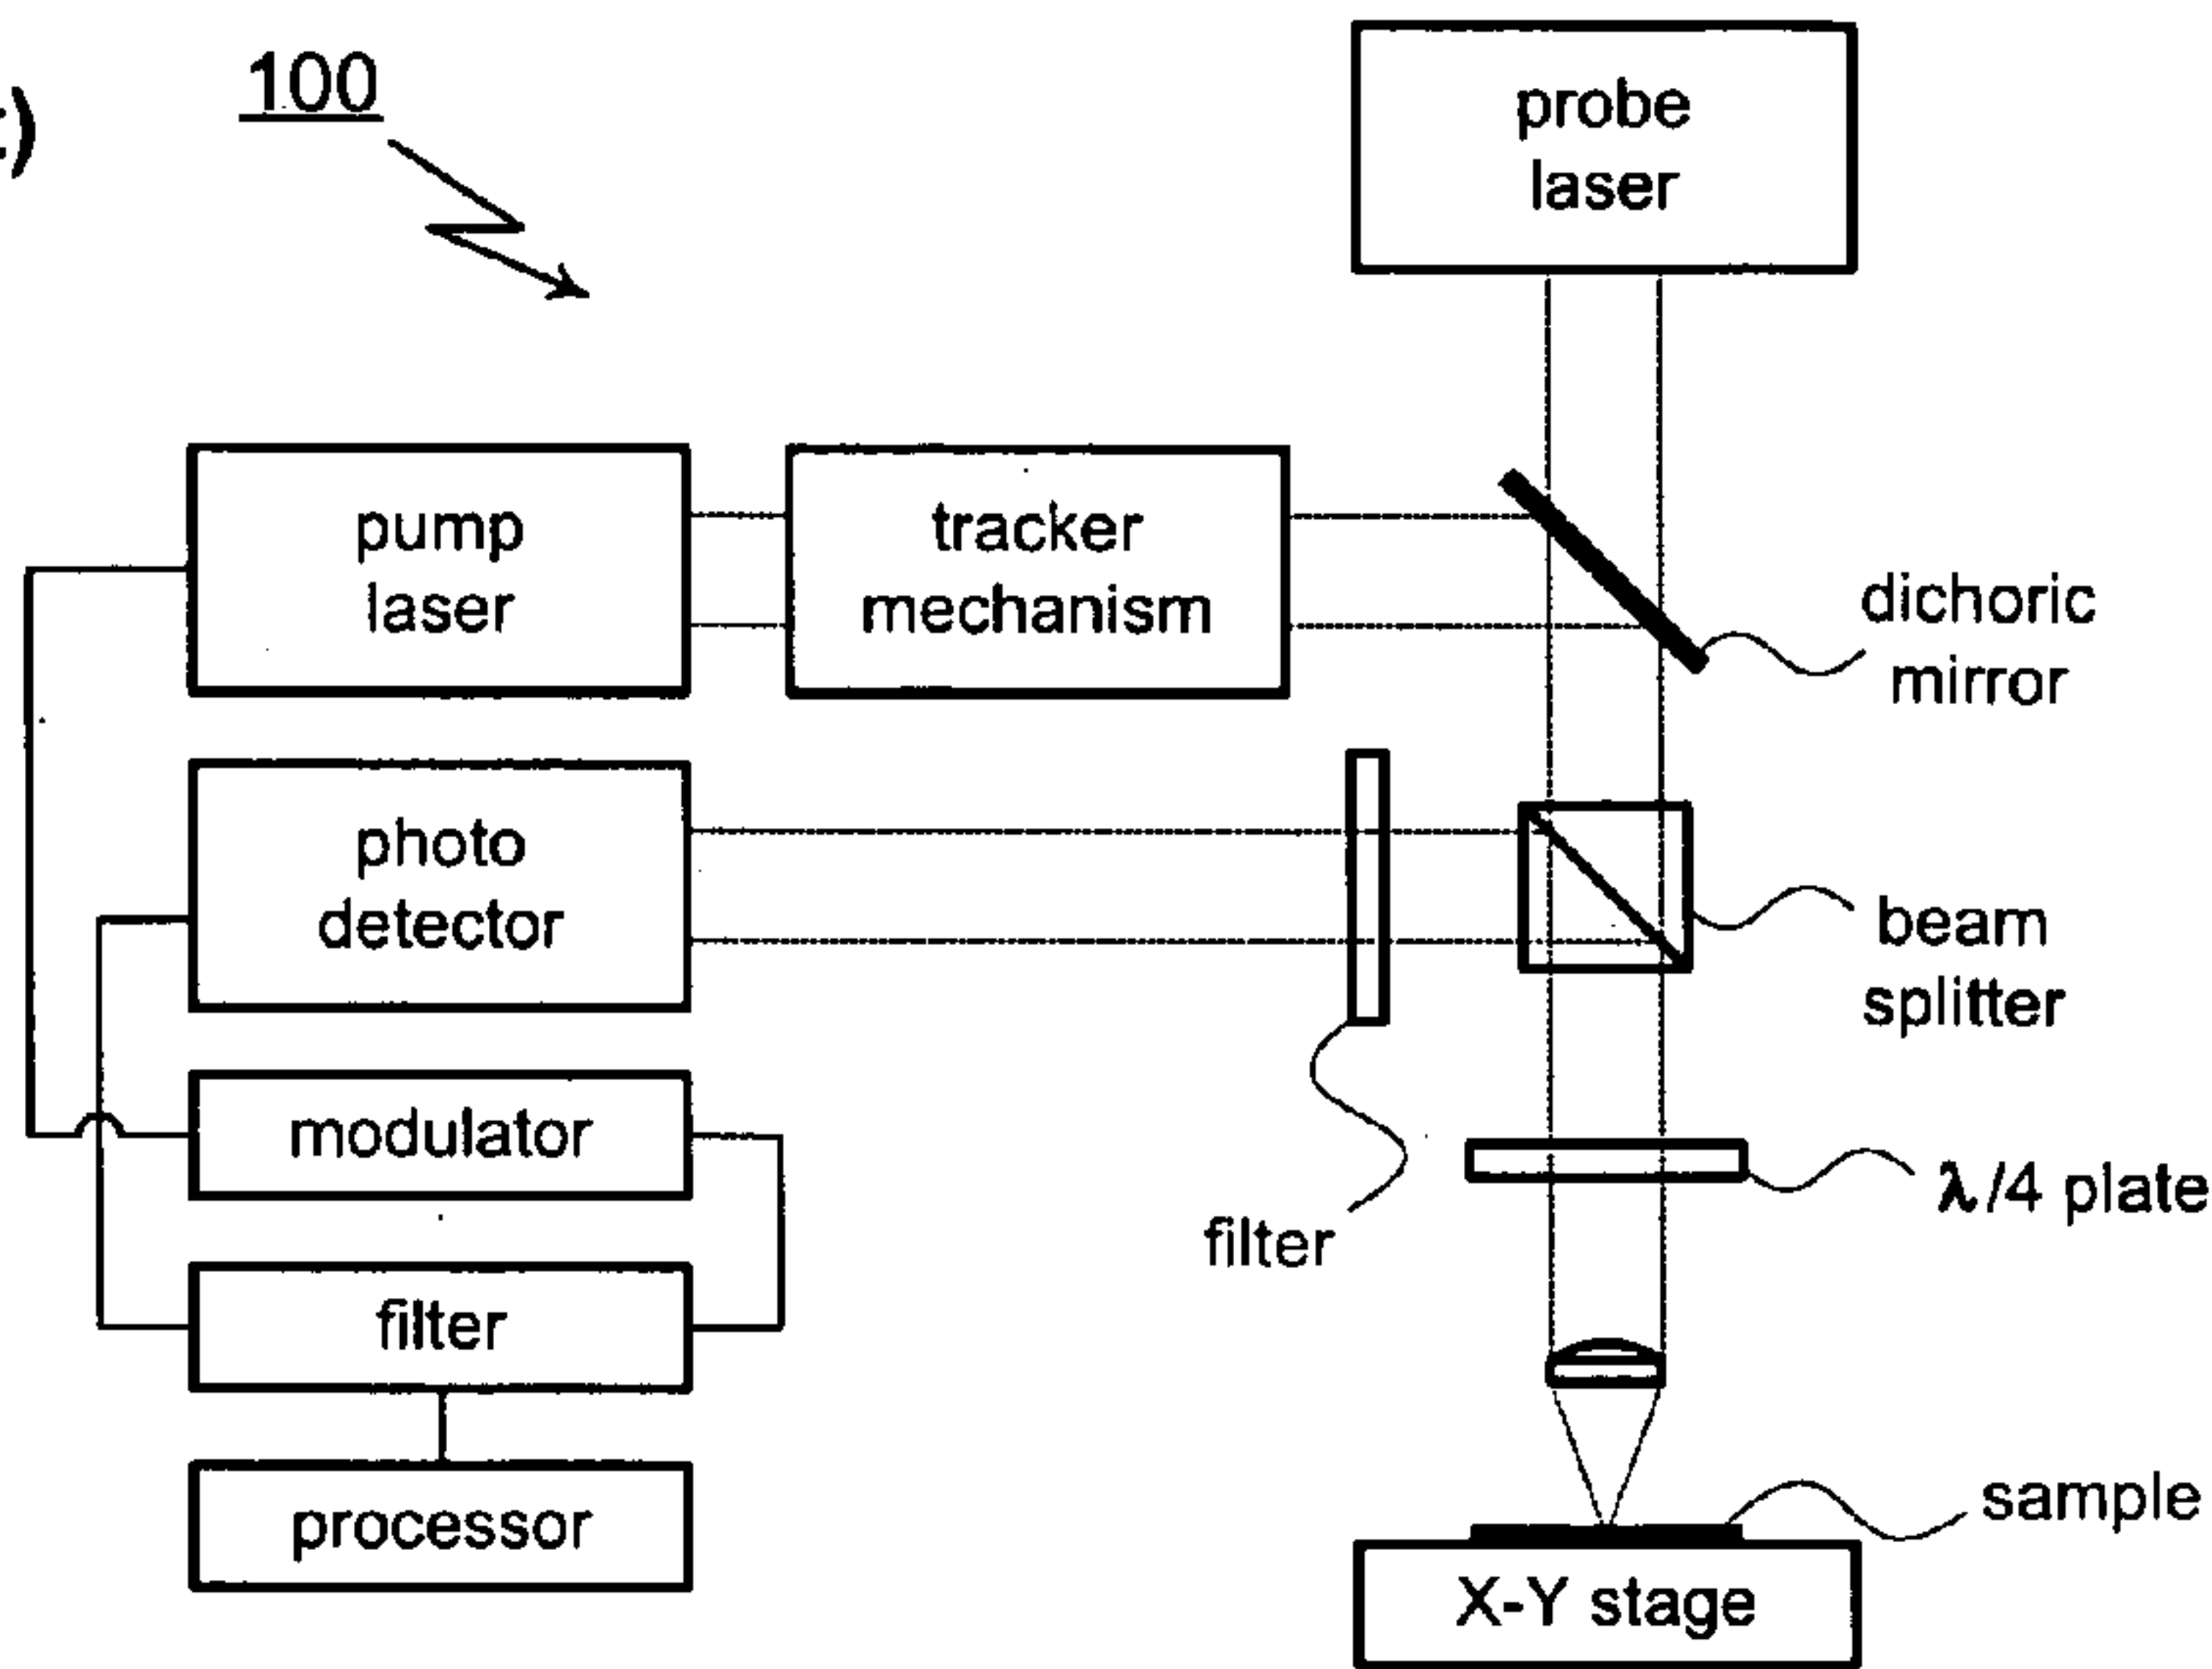 100
probe
laser
pump
laser
tracker
mechanism
dichoric
mirror
photo
detector
beam
splitter
modulator
λ/4 plate
filter
filter
processor
sample
X-Y stage